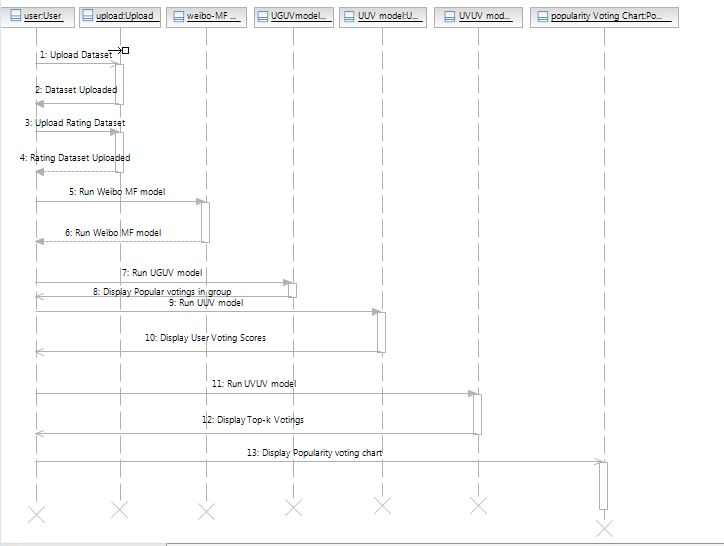 user:User
upload:Upload
weibo-MF ...
UGUVmodel...
UUV model:U...
UVUV mod...
popularity Voting Chart:Po...
1: Upload Dataset
2: Dataset Uploaded
3: Upload Rating Dataset
4: Rating Dataset Uploaded
5: Run Weibo MF model
6: Run Weibo MF model
7: Run UGUV model
8: Display Popular votings in group
9: Run UUV model
10: Display User Voting Scores
11: Run UVUV model
12: Display Top-k Votings
13: Display Popularity voting chart